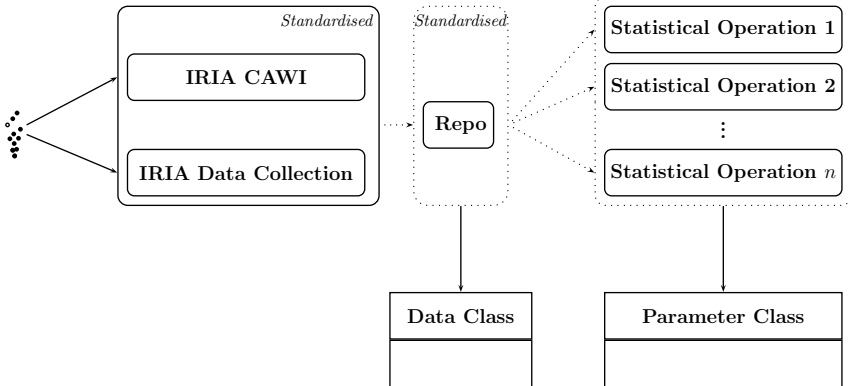 Standardised
IRIA CAWI
IRIA Data Collection
Standardised
Repo
Statistical Operation 1
Statistical Operation 2
⋮
Statistical Operation n
Data Class
Parameter Class